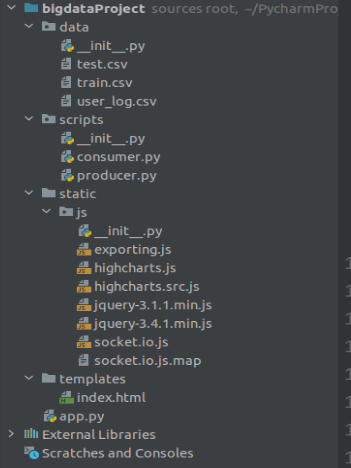 bigdataProject sources root, ~/PycharmPro
data
__init__.py
test.csv
train.csv
user_log.csv
scripts
__init__.py
consumer.py
producer.py
static
js
__init__.py
exporting.js
highcharts.js
highcharts.src.js
jquery-3.1.1.min.js
jquery-3.4.1.min.js
socket.io.js
socket.io.js.map
templates
index.html
app.py
External Libraries
Scratches and Consoles